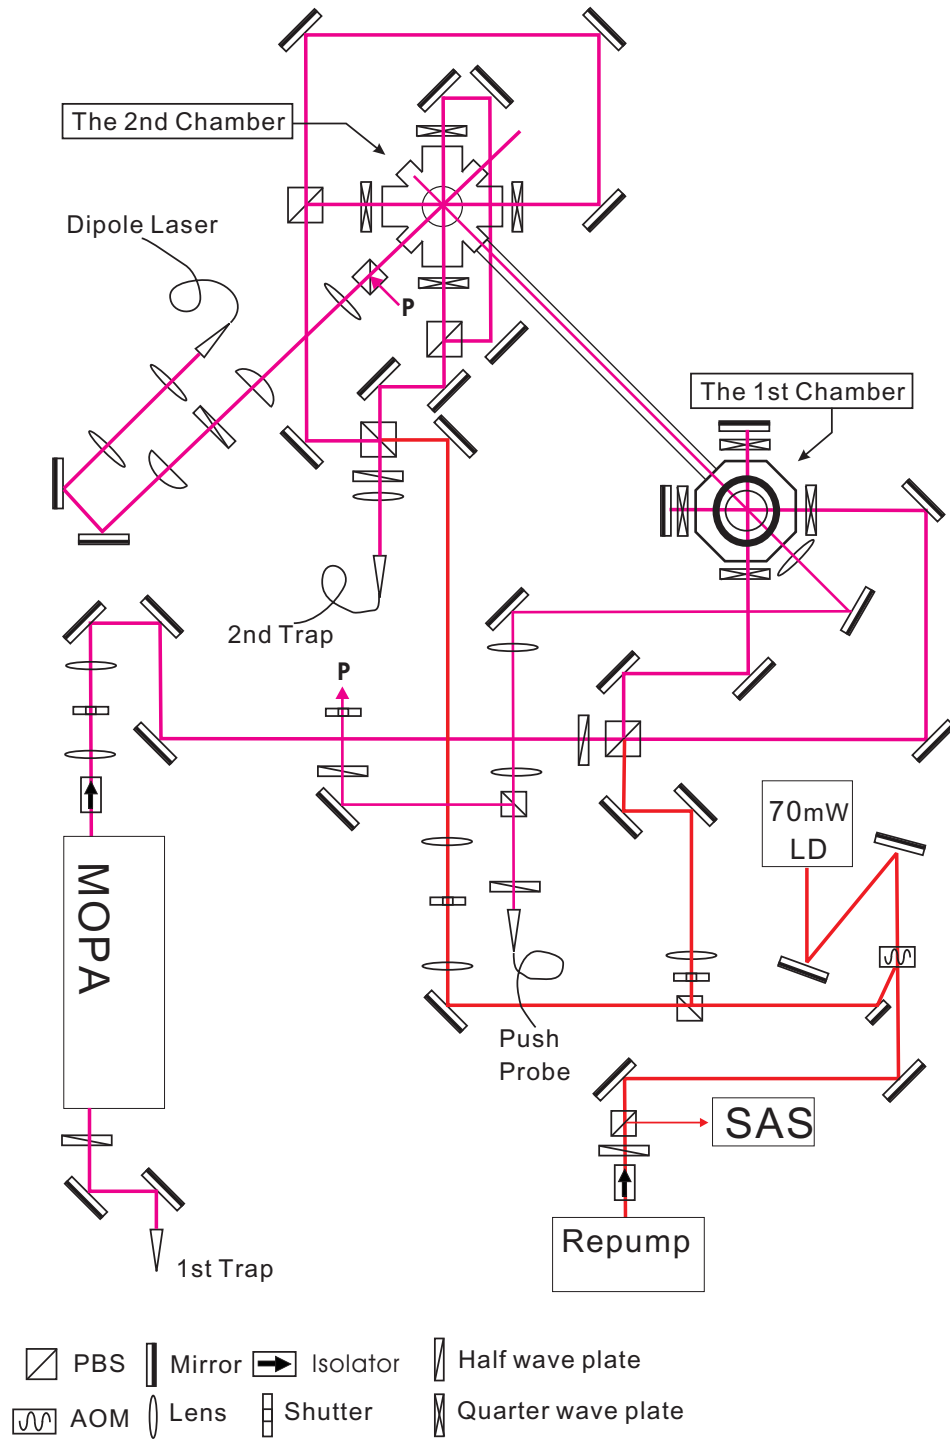 The 2nd Chamber
Dipole Laser
P
The 1st Chamber
2nd Trap
P
70mW
LD
MOPA
Push
Probe
SAS
Repump
1st Trap
PBS
Mirror
Isolator
Half wave plate
AOM
Lens
Shutter
Quarter wave plate